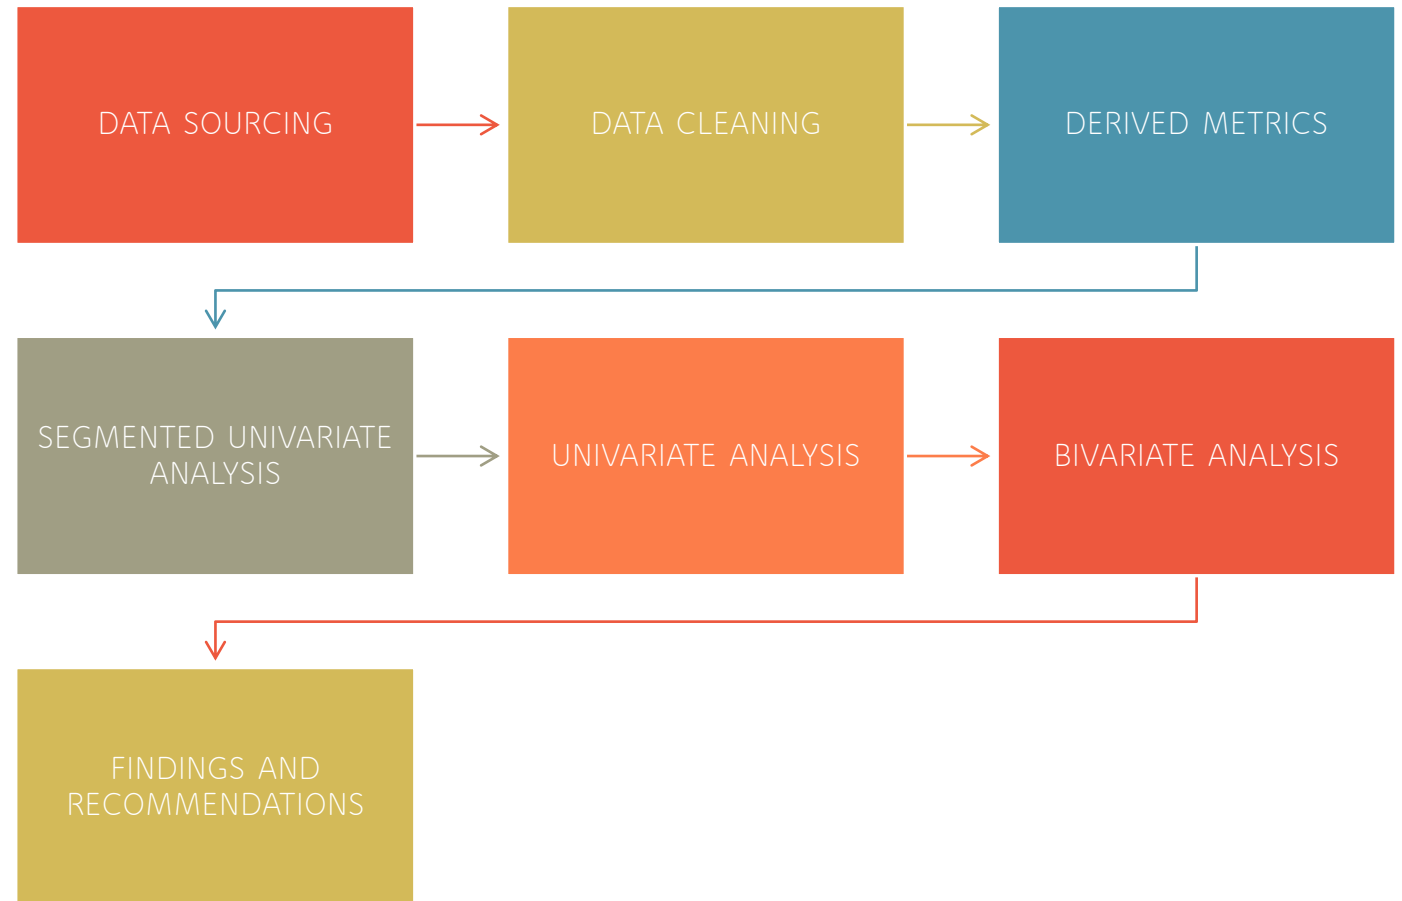 DATA SOURCING
DATA CLEANING
DERIVED METRICS
SEGMENTED UNIVARIATE
ANALYSIS
UNIVARIATE ANALYSIS
BIVARIATE ANALYSIS
FINDINGS AND
RECOMMENDATIONS